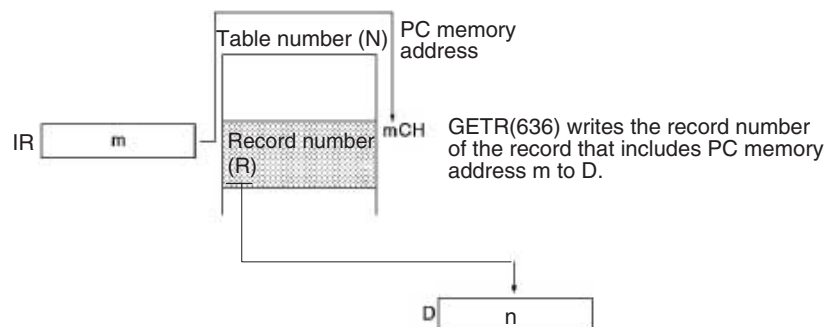 Table number (N)
PC memory
address
IR
m
Record number
(R)
mCH
GETR(636) writes the record number
of the record that includes PC memory
address m to D.
D
n